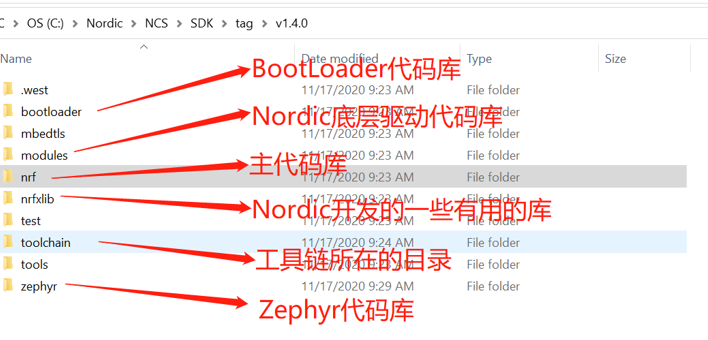 C > OS (C:) > Nordic > NCS > SDK > tag > v1.4.0
Name Date modified Type Size
BootLoader代码库
.west 11/17/2020 9:23 AM File folder
bootloader 11/17/2020 9:23 AM File folder
Nordic底层驱动代码库
mbedtls 11/17/2020 9:23 AM File folder
modules 11/17/2020 9:23 AM File folder
主代码库
nrf 11/17/2020 9:23 AM File folder
nrfxlib 11/17/2020 9:23 AM File folder
Nordic开发的一些有用的库
test 11/17/2020 9:23 AM File folder
toolchain 11/17/2020 9:24 AM File folder
工具链所在的目录
tools 11/17/2020 9:23 AM File folder
zephyr 11/17/2020 9:29 AM File folder
Zephyr代码库